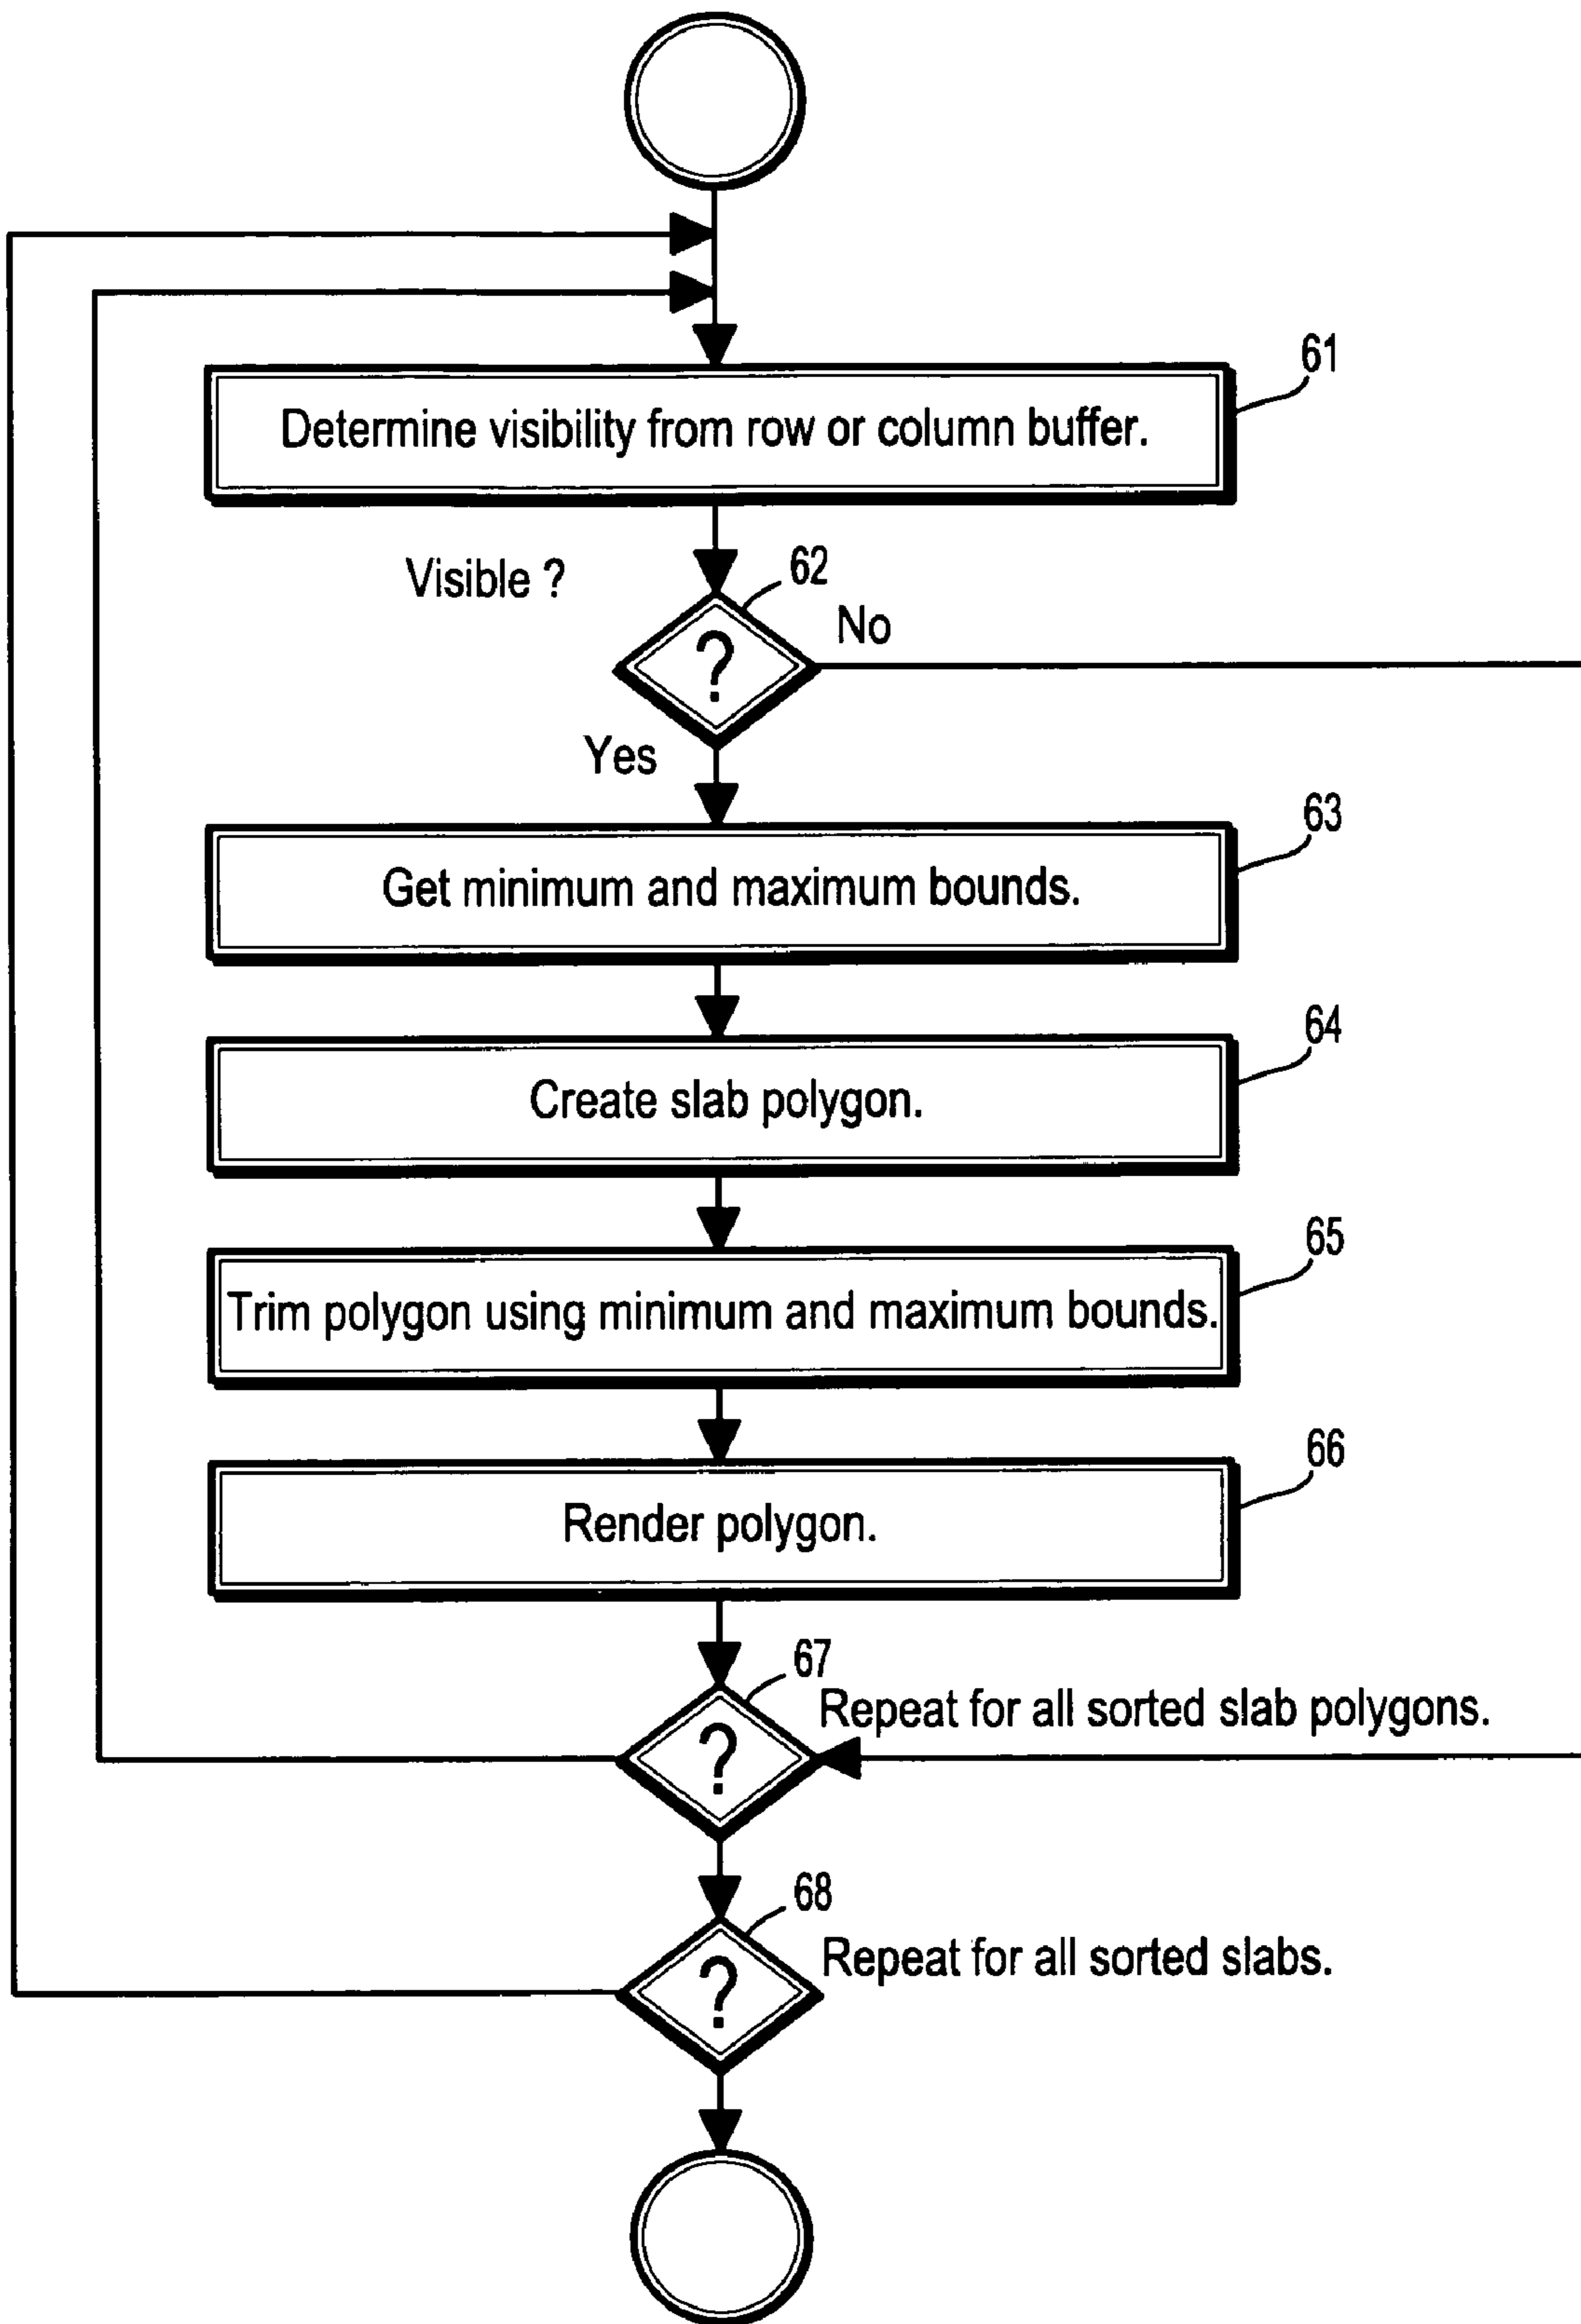 61
Determine visibility from row or column buffer.
Visible ?
62
?
No
Yes
63
Get minimum and maximum bounds.
64
Create slab polygon.
65
Trim polygon using minimum and maximum bounds.
66
Render polygon.
67
?
Repeat for all sorted slab polygons.
68
?
Repeat for all sorted slabs.